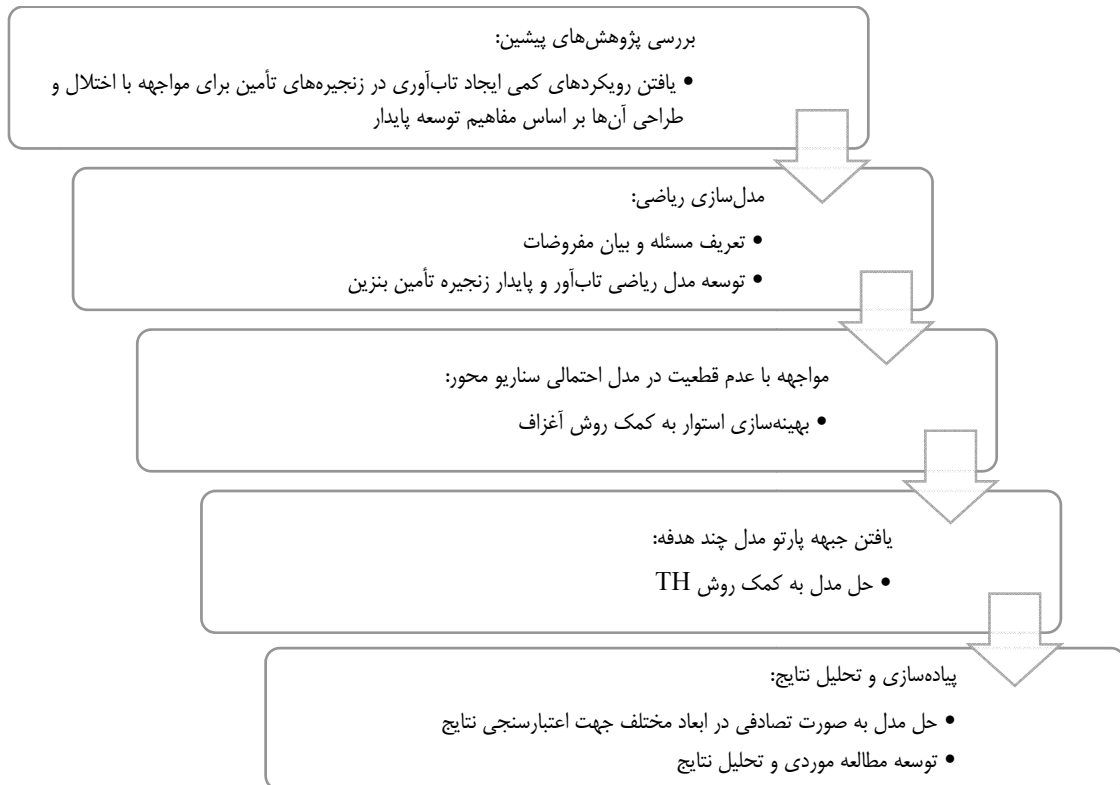 بررسی پژوهش‌های پیشین:
• یافتن رویکردهای کمی ایجاد تاب‌آوری در زنجیره‌های تأمین برای مواجهه با اختلال و
طراحی آن‌ها بر اساس مفاهیم توسعه پایدار
مدل‌سازی ریاضی:
• تعریف مسئله و بیان مفروضات
• توسعه مدل ریاضی تاب‌آور و پایدار زنجیره تأمین بنزین
مواجهه با عدم قطعیت در مدل احتمالی سناریو محور:
• بهینه‌سازی استوار به کمک روش آغزاف
یافتن جبهه پارتو مدل چند هدفه:
• حل مدل به کمک روش TH
پیاده‌سازی و تحلیل نتایج:
• حل مدل به صورت تصادفی در ابعاد مختلف جهت اعتبارسنجی نتایج
• توسعه مطالعه موردی و تحلیل نتایج